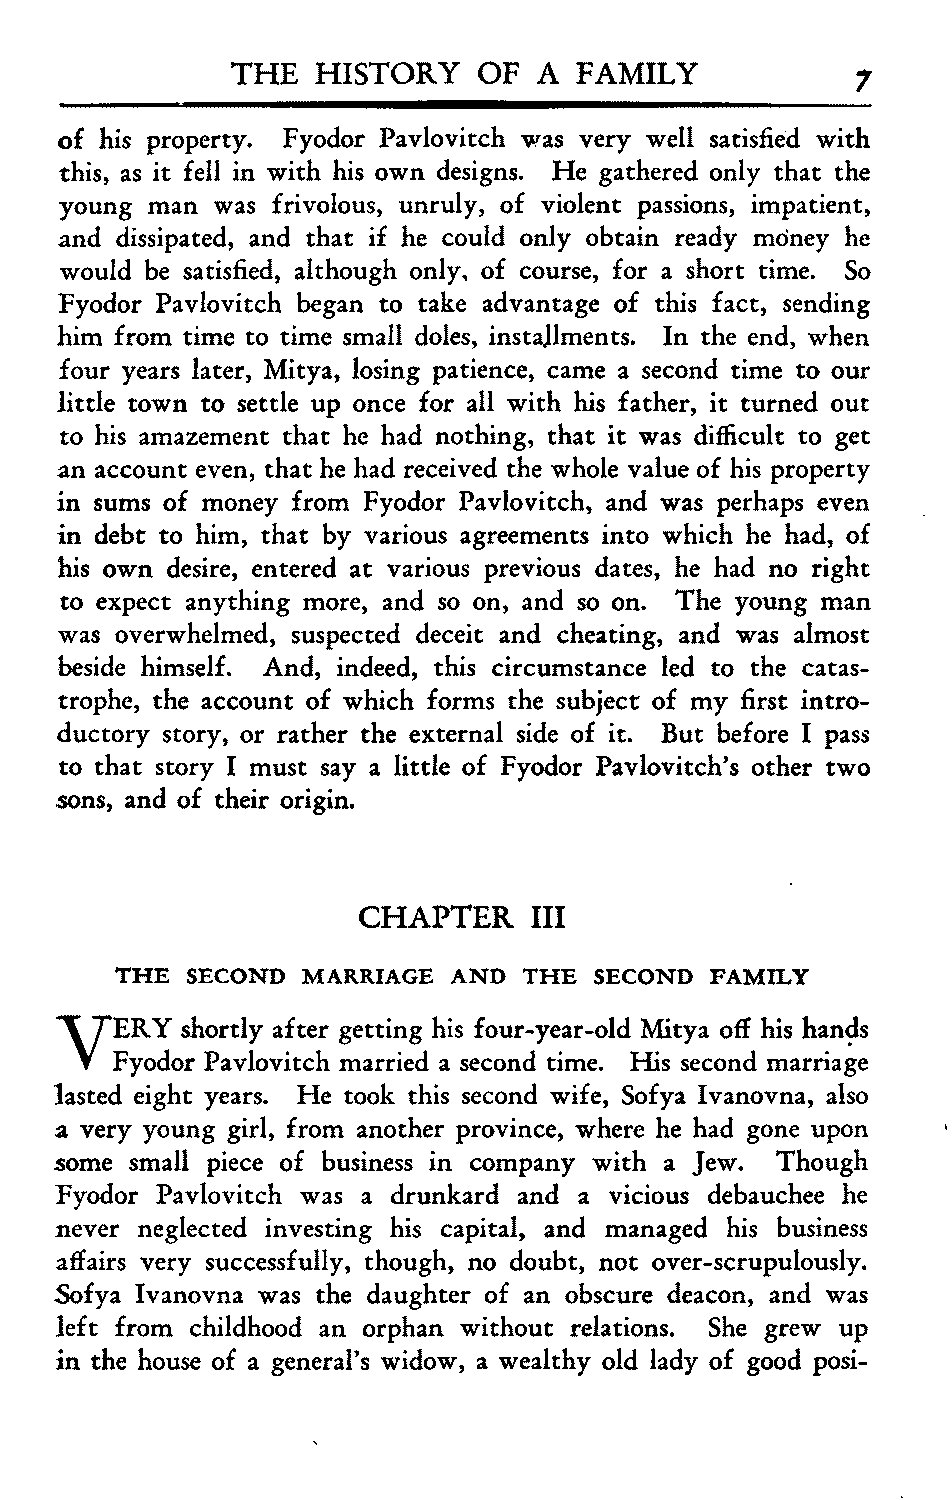 THE HISTORY OF A FAMILY 7
of his property. Fyodor Pavlovitch was very well satisfied with
this, as it fell in with his own designs. He gathered only that the
young man was frivolous, unruly, of violent passions, impatient,
and dissipated, and that if he could only obtain ready money he
would be satisfied, although only, of course, for a short time. So
Fyodor Pavlovitch began to take advantage of this fact, sending
him from time to time small doles, installments. In the end, when
four years later, Mitya, losing patience, came a second time to our
little town to settle up once for all with his father, it turned out
to his amazement that he had nothing, that it was difficult to get
an account even, that he had received the whole value of his property
in sums of money from Fyodor Pavlovitch, and was perhaps even
in debt to him, that by various agreements into which he had, of
his own desire, entered at various previous dates, he had no right
to expect anything more, and so on, and so on. The young man
was overwhelmed, suspected deceit and cheating, and was almost
beside himself. And, indeed, this circumstance led to the catas-
trophe, the account of which forms the subject of my first intro-
ductory story, or rather the external side of it. But before I pass
to that story I must say a little of Fyodor Pavlovitch's other two
sons, and of their origin.
CHAPTER III
THE SECOND MARRIAGE AND THE SECOND FAMILY
VERY shortly after getting his four-year-old Mitya off his hands
Fyodor Pavlovitch married a second time. His second marriage
lasted eight years. He took this second wife, Sofya Ivanovna, also
a very young girl, from another province, where he had gone upon
some small piece of business in company with a Jew. Though
Fyodor Pavlovitch was a drunkard and a vicious debauchee he
never neglected investing his capital, and managed his business
affairs very successfully, though, no doubt, not over-scrupulously.
Sofya Ivanovna was the daughter of an obscure deacon, and was
left from childhood an orphan without relations. She grew up
in the house of a general's widow, a wealthy old lady of good posi-